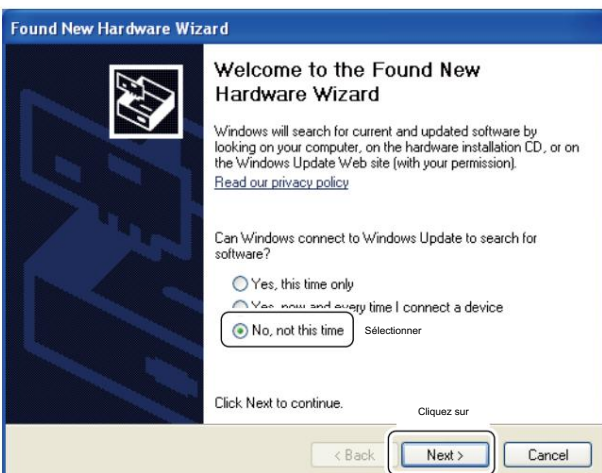 Found New Hardware Wizard
Welcome to the Found New
Hardware Wizard
Windows will search for current and updated software by
looking on your computer, on the hardware installation CD, or on
the Windows Update Web site (with your permission).
Read our privacy policy
Can Windows connect to Windows Update to search for
software?
Yes, this time only
Yes, now and every time I connect a device
No, not this time Sélectionner
Click Next to continue.
Cliquez sur
< Back Next > Cancel